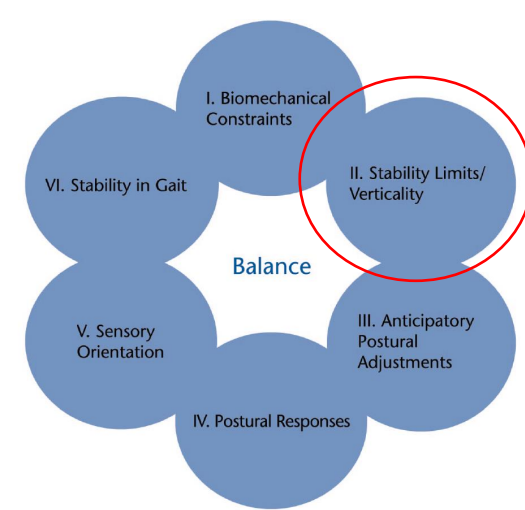 I. Biomechanical
Constraints
II. Stability Limits/
Verticality
VI. Stability in Gait
Balance
III. Anticipatory
Postural
Adjustments
V. Sensory
Orientation
IV. Postural Responses